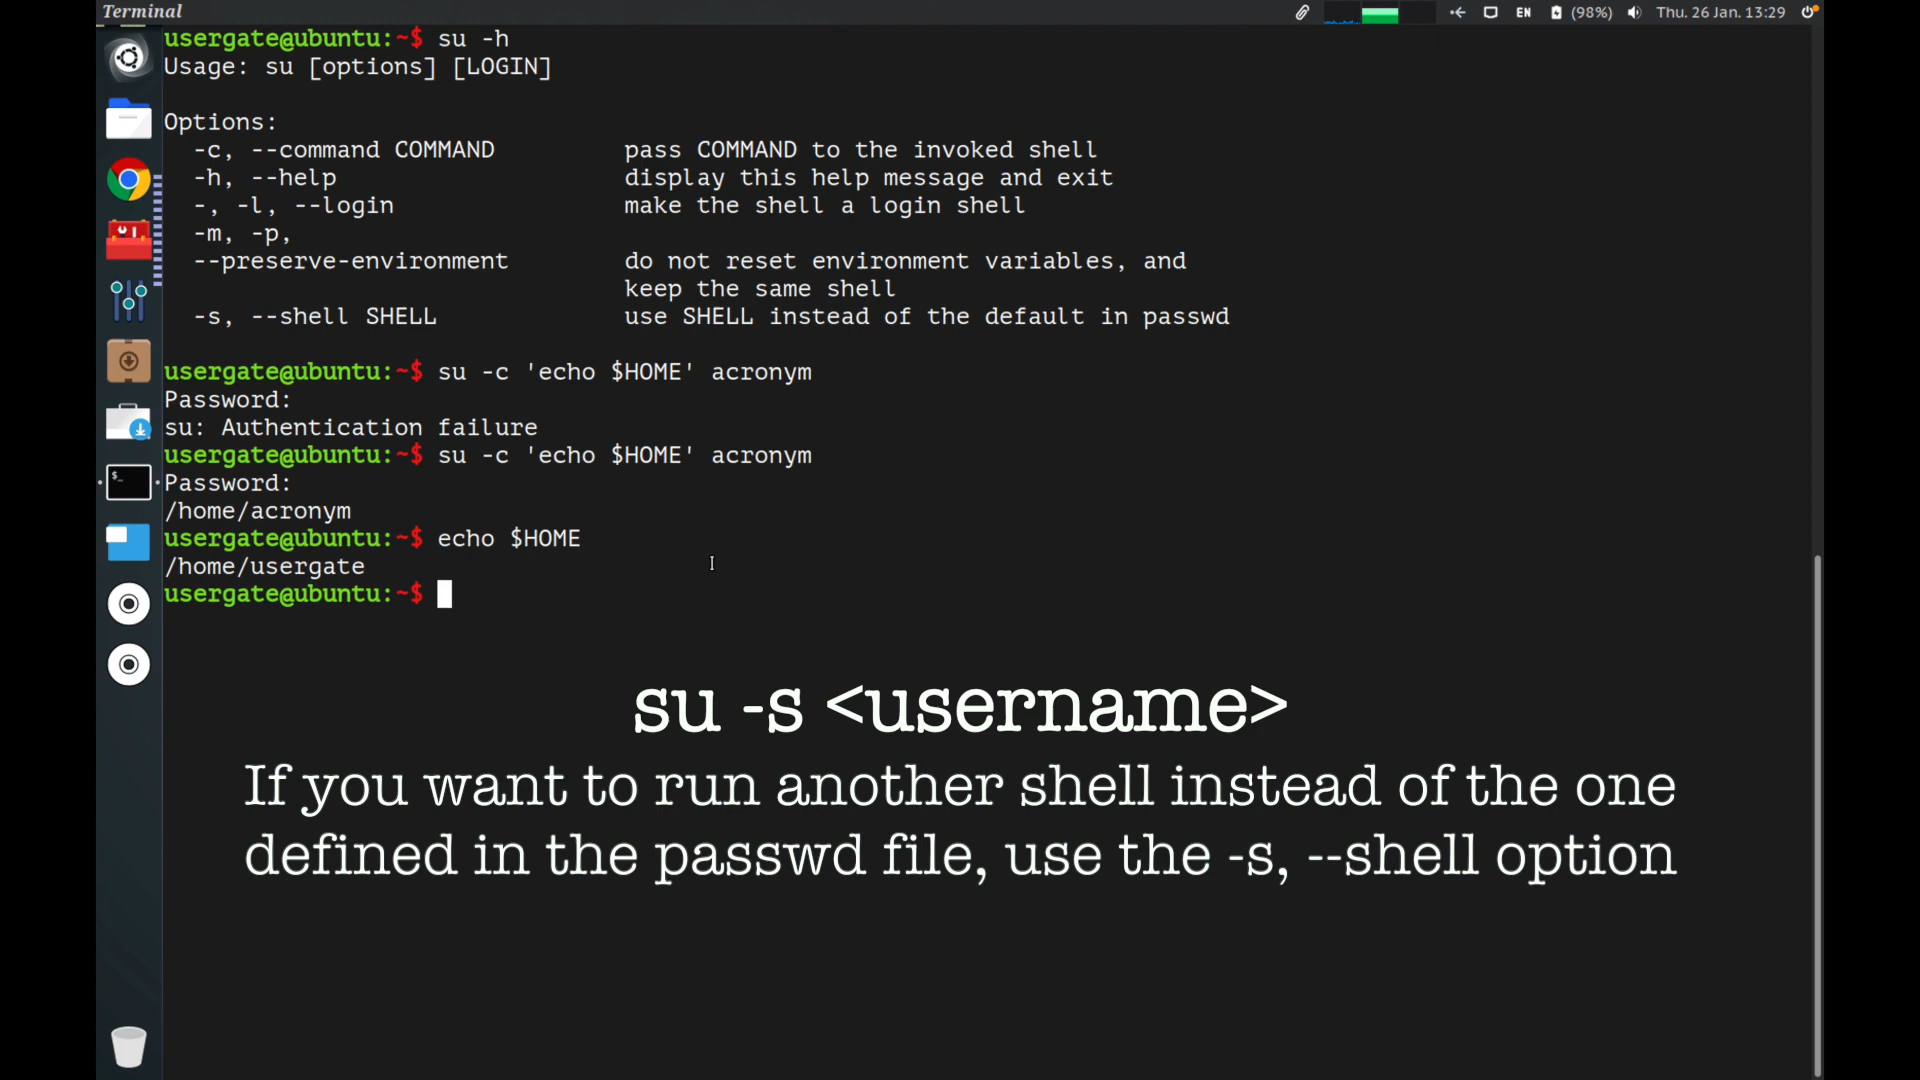 Terminal
EN
(98%)
Thu. 26 Jan. 13:29
usergate@ubuntu:~$ su -h
Usage: su [options] [LOGIN]
Options:
-c, --command COMMAND pass COMMAND to the invoked shell
-h, --help display this help message and exit
-, -l, --login make the shell a login shell
-m, -p,
--preserve-environment do not reset environment variables, and
keep the same shell
-s, --shell SHELL use SHELL instead of the default in passwd
usergate@ubuntu:~$ su -c 'echo $HOME' acronym
Password:
su: Authentication failure
usergate@ubuntu:~$ su -c 'echo $HOME' acronym
Password:
/home/acronym
usergate@ubuntu:~$ echo $HOME
/home/usergate
usergate@ubuntu:~$
su -s <username>
If you want to run another shell instead of the one
defined in the passwd file, use the -s, --shell option